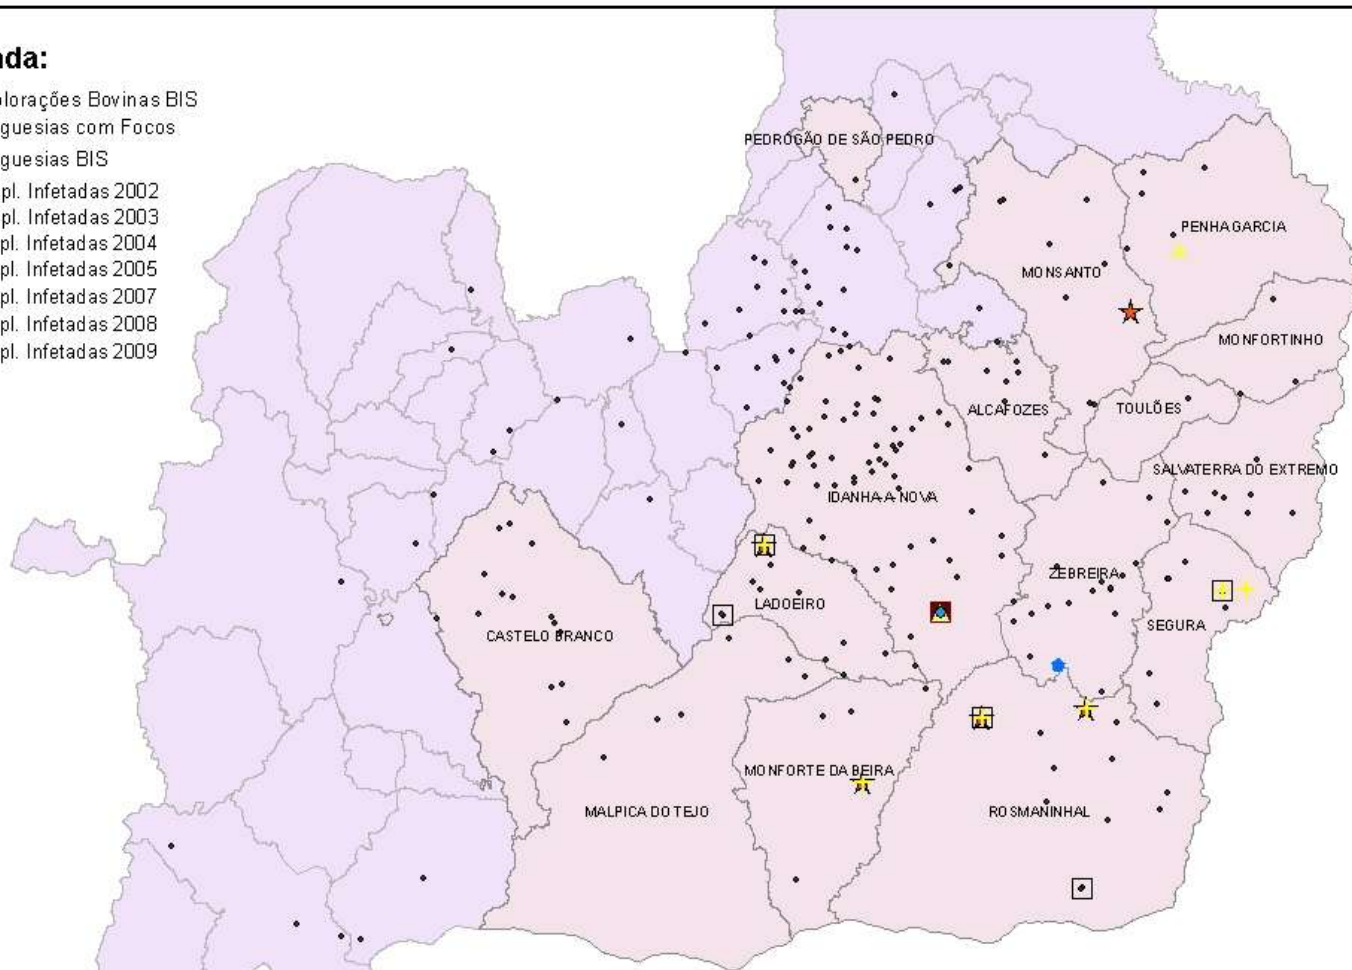 nda:
plorações Bovinas BIS
guesias com Focos
guesias BIS
pl. Infetadas 2002
pl. Infetadas 2003
pl. Infetadas 2004
pl. Infetadas 2005
pl. Infetadas 2007
pl. Infetadas 2008
pl. Infetadas 2009
PEDROGÃO DE SÃO PEDRO
PENHA GARCIA
MONSANTO
MONFORTINHO
ALCAFOZES
TOULÕES
SALVATERRA DO EXTREMO
IDANHA-A-NOVA
ZEBREIRA
LADOEIRO
SEGURA
CASTELO BRANCO
MONFORTE DA BEIRA
MALPICA DO TEJO
ROSMANINHAL